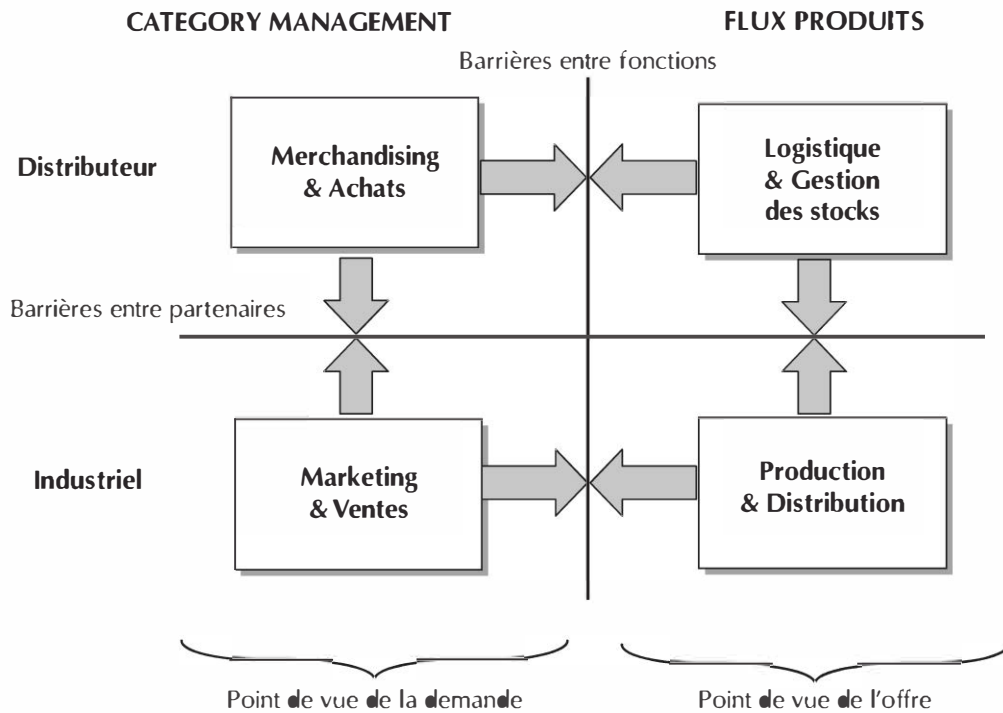 CATEGORY MANAGEMENT
FLUX PRODUITS
Barrières entre fonctions
Distributeur
Merchandising
& Achats
Logistique
& Gestion
des stocks
Barrières entre partenaires
Industriel
Marketing
& Ventes
Production
& Distribution
Point de vue de la demande
Point de vue de l'offre